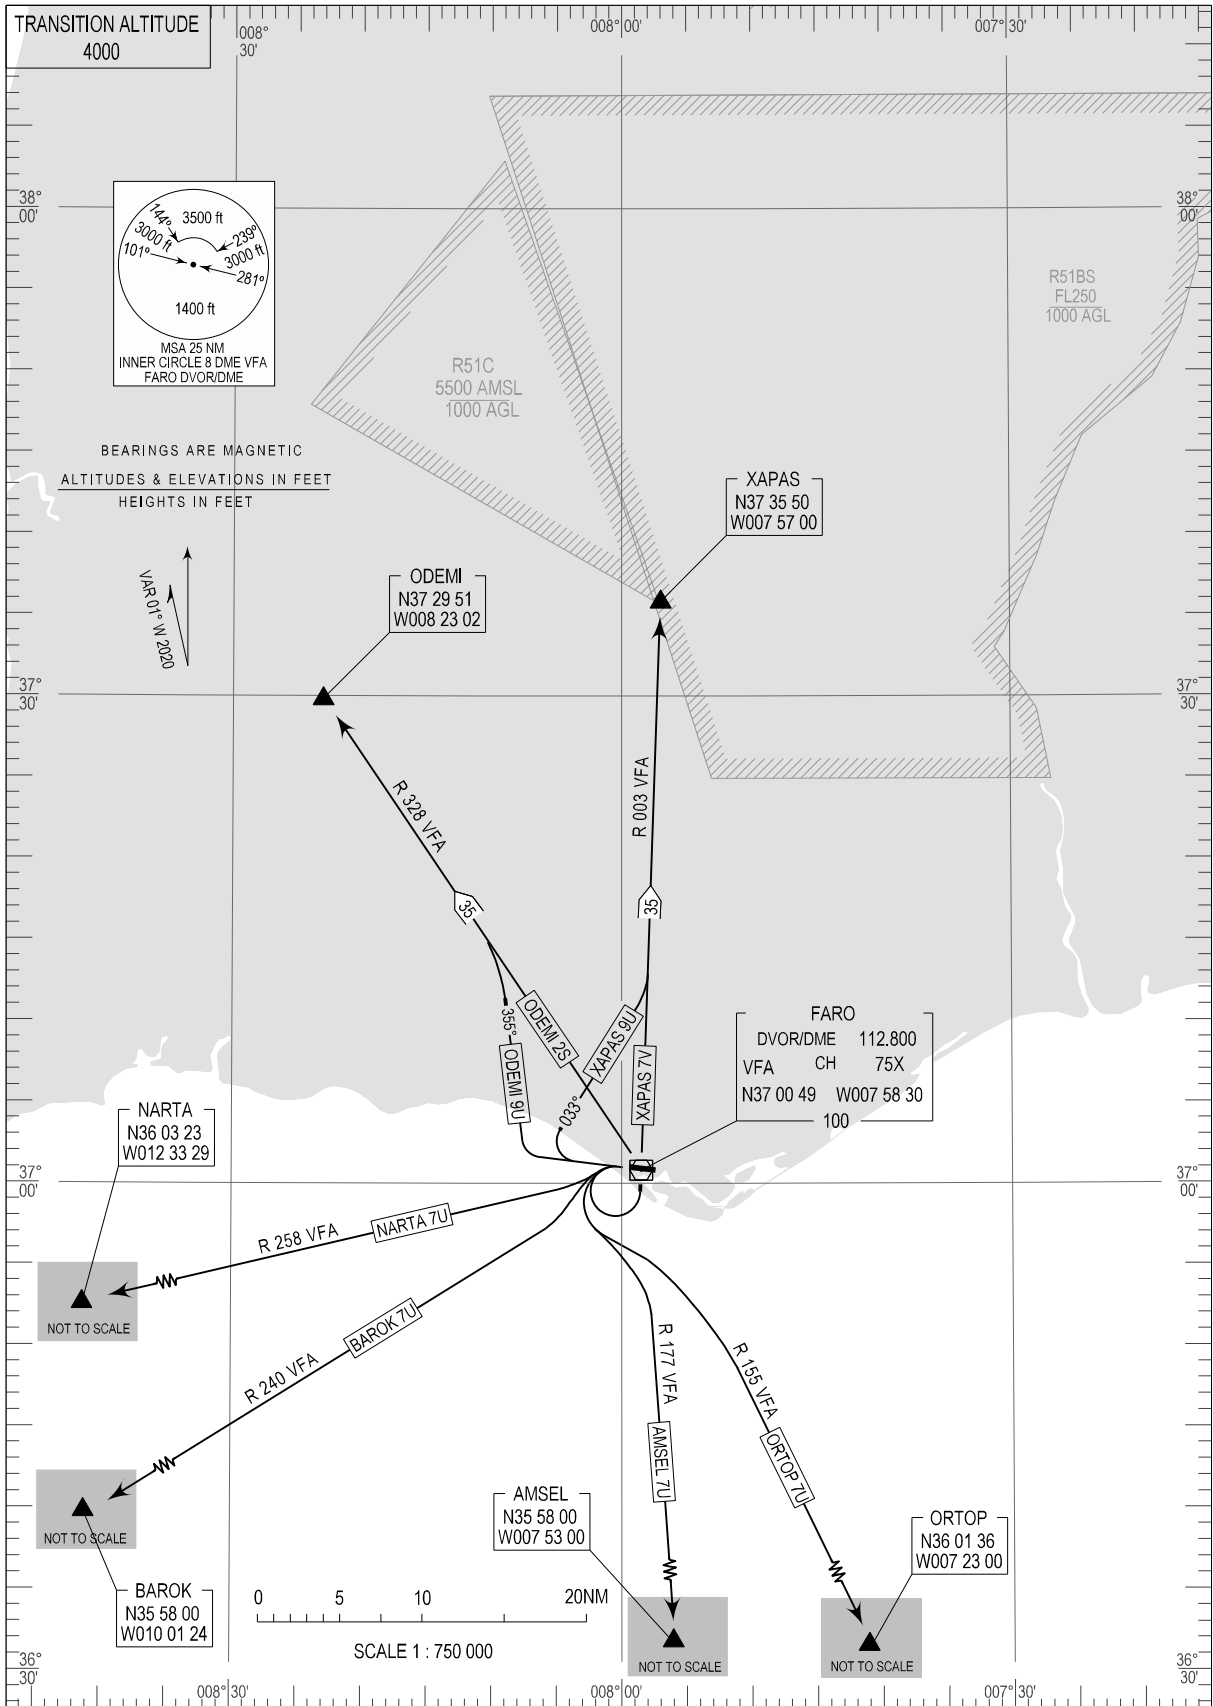 TRANSITION ALTITUDE
4000
008°
30'
008° 00'
007° 30'
38°
00'
38°
00'
144°
3500 ft
239°
3000 ft
3000 ft
101°
281°
1400 ft
MSA 25 NM
INNER CIRCLE 8 DME VFA
FARO DVOR/DME
R51BS
FL250
1000 AGL
R51C
5500 AMSL
1000 AGL
BEARINGS ARE MAGNETIC
ALTITUDES & ELEVATIONS IN FEET
HEIGHTS IN FEET
XAPAS
N37 35 50
W007 57 00
VAR 01° W 2020
ODEMI
N37 29 51
W008 23 02
37°
30'
37°
30'
R 328 VFA
R 003 VFA
35
35
355°
ODEMI 2S
XAPAS 9U
ODEMI 9U
033°
XAPAS 7V
FARO
DVOR/DME 112.800
VFA CH 75X
N37 00 49 W007 58 30
100
NARTA
N36 03 23
W012 33 29
37°
00'
37°
00'
R 258 VFA
NARTA 7U
NOT TO SCALE
BAROK 7U
R 240 VFA
R 177 VFA
R 155 VFA
AMSEL 7U
ORTOP 7U
NOT TO SCALE
AMSEL
N35 58 00
W007 53 00
ORTOP
N36 01 36
W007 23 00
BAROK
N35 58 00
W010 01 24
0 5 10 20NM
SCALE 1 : 750 000
NOT TO SCALE
NOT TO SCALE
36°
30'
36°
30'
008° 30'
008° 00'
007° 30'